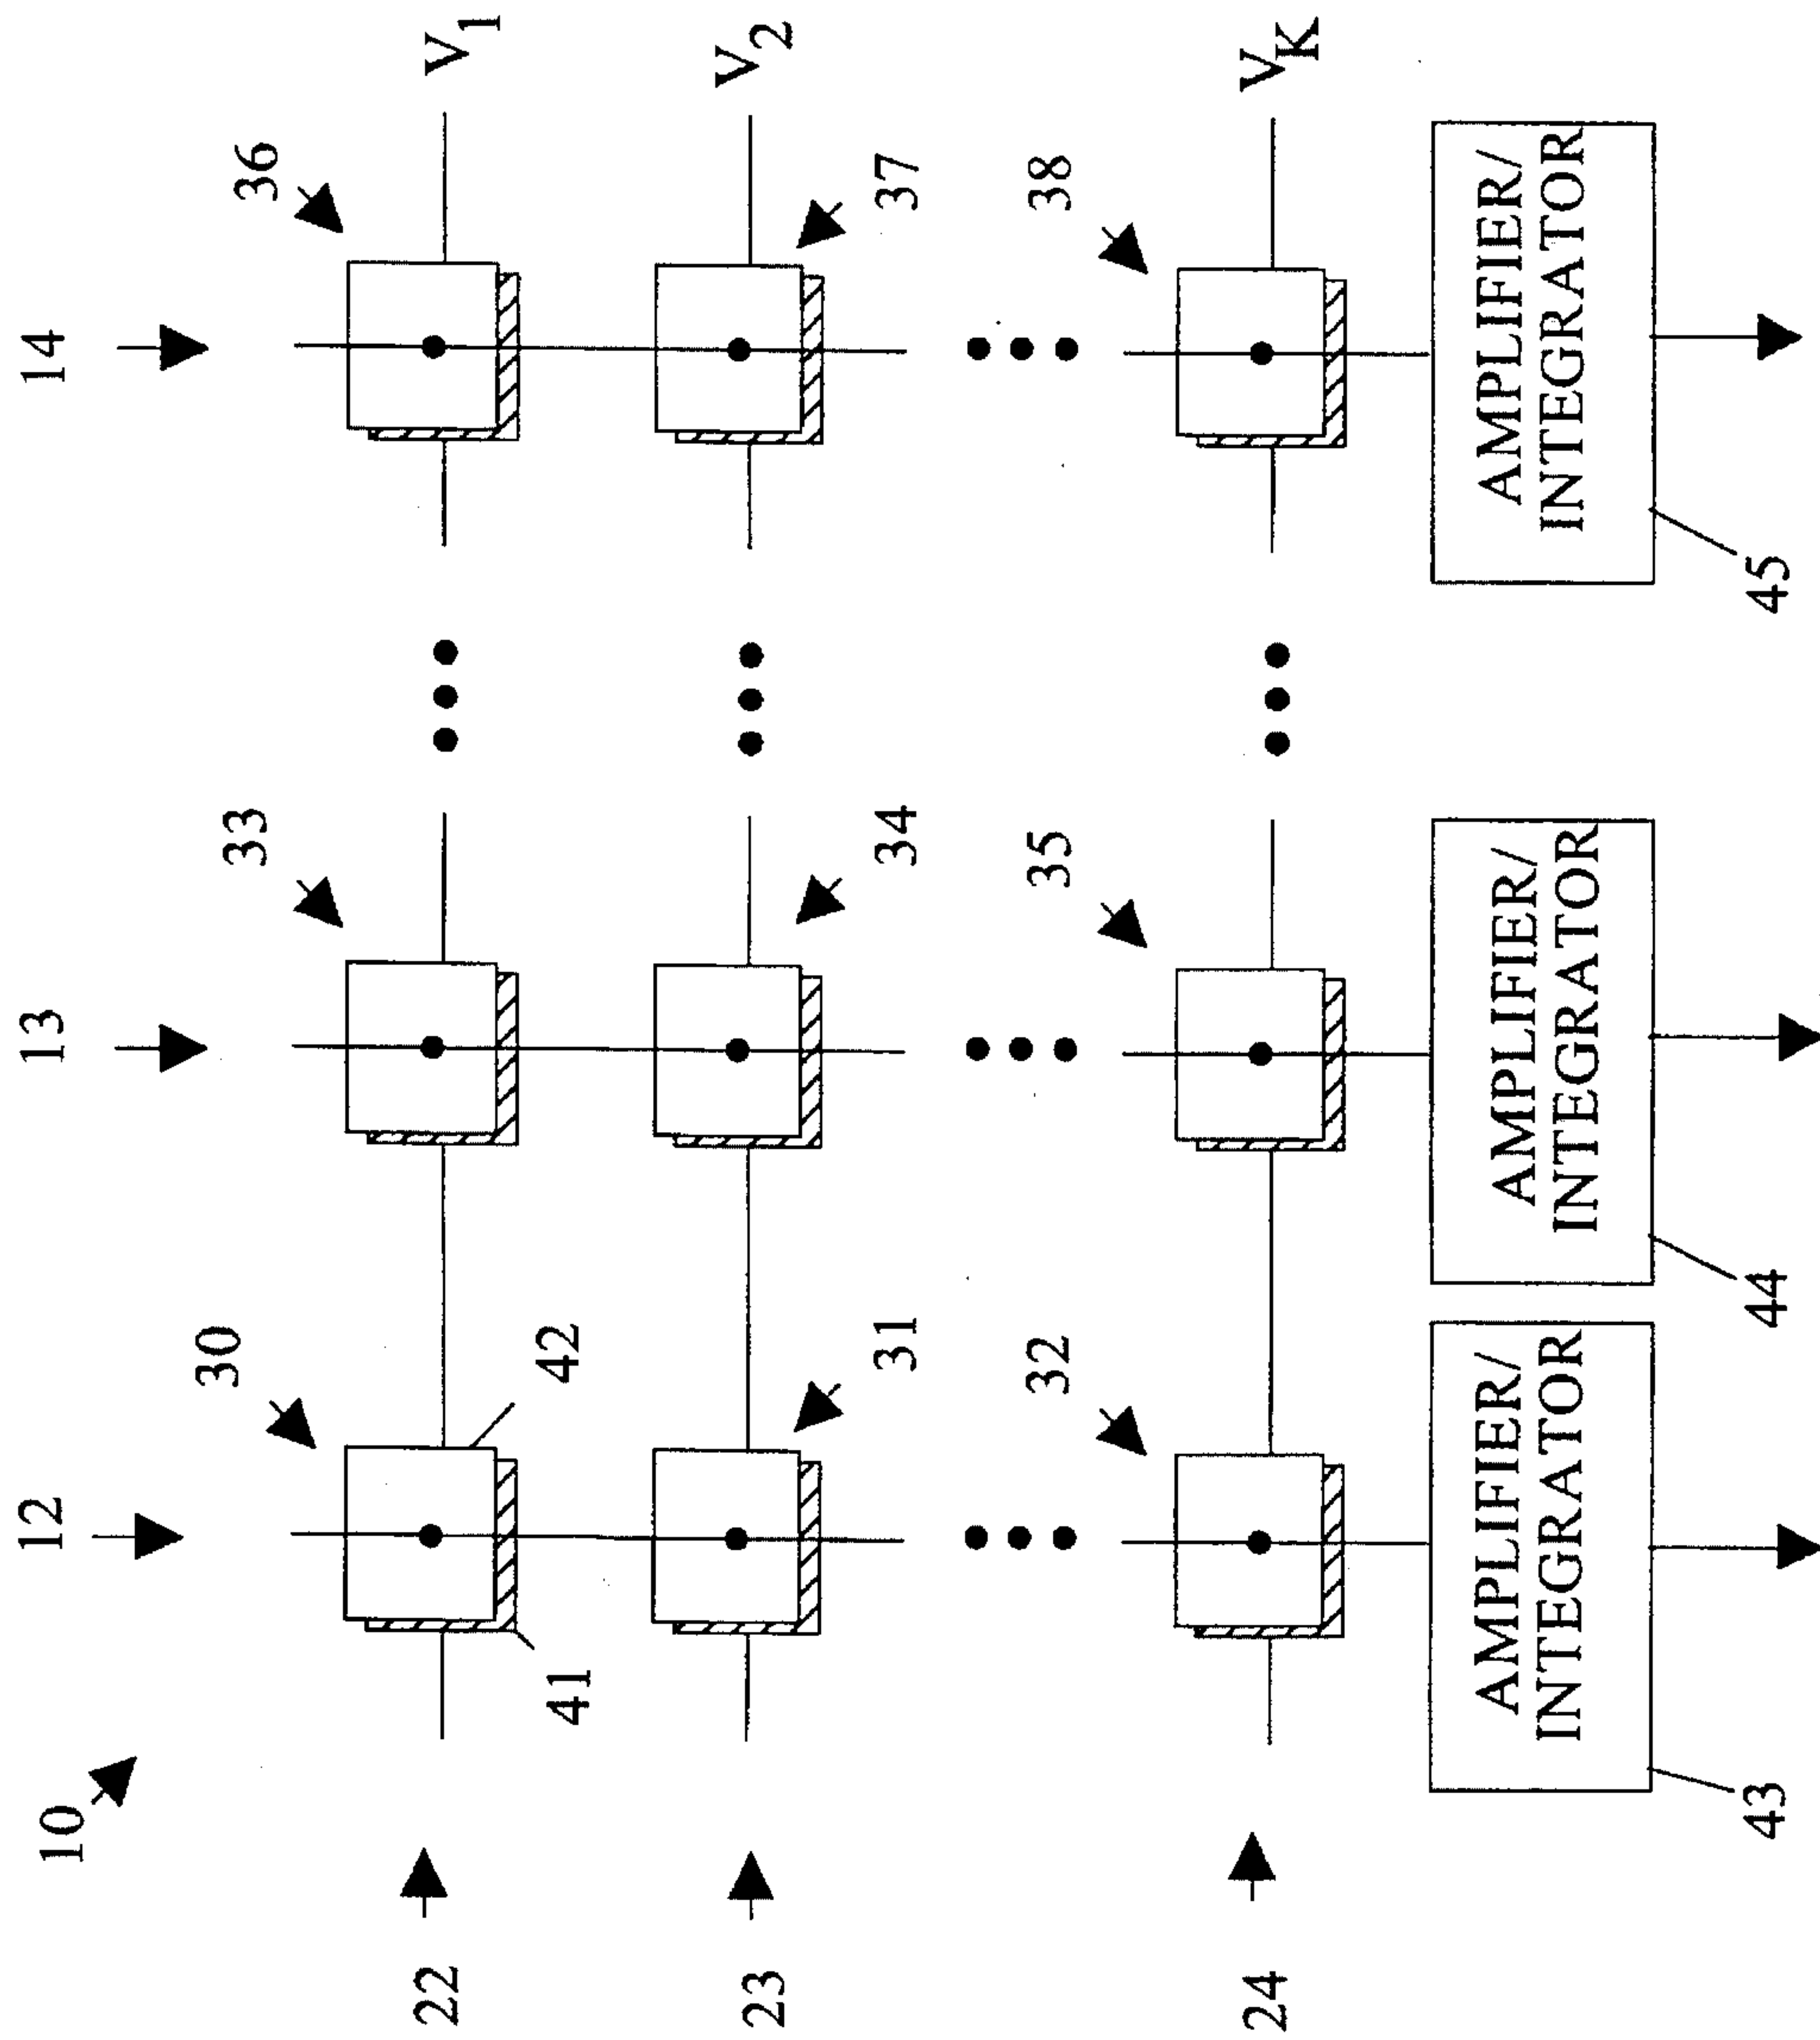 10 12 13 14
30 33 36
22 V1
41 42
23 V2
31 34 37
32 35 38
24 VK
AMPLIFIER/
INTEGRATOR
AMPLIFIER/
INTEGRATOR
AMPLIFIER/
INTEGRATOR
43 44 45